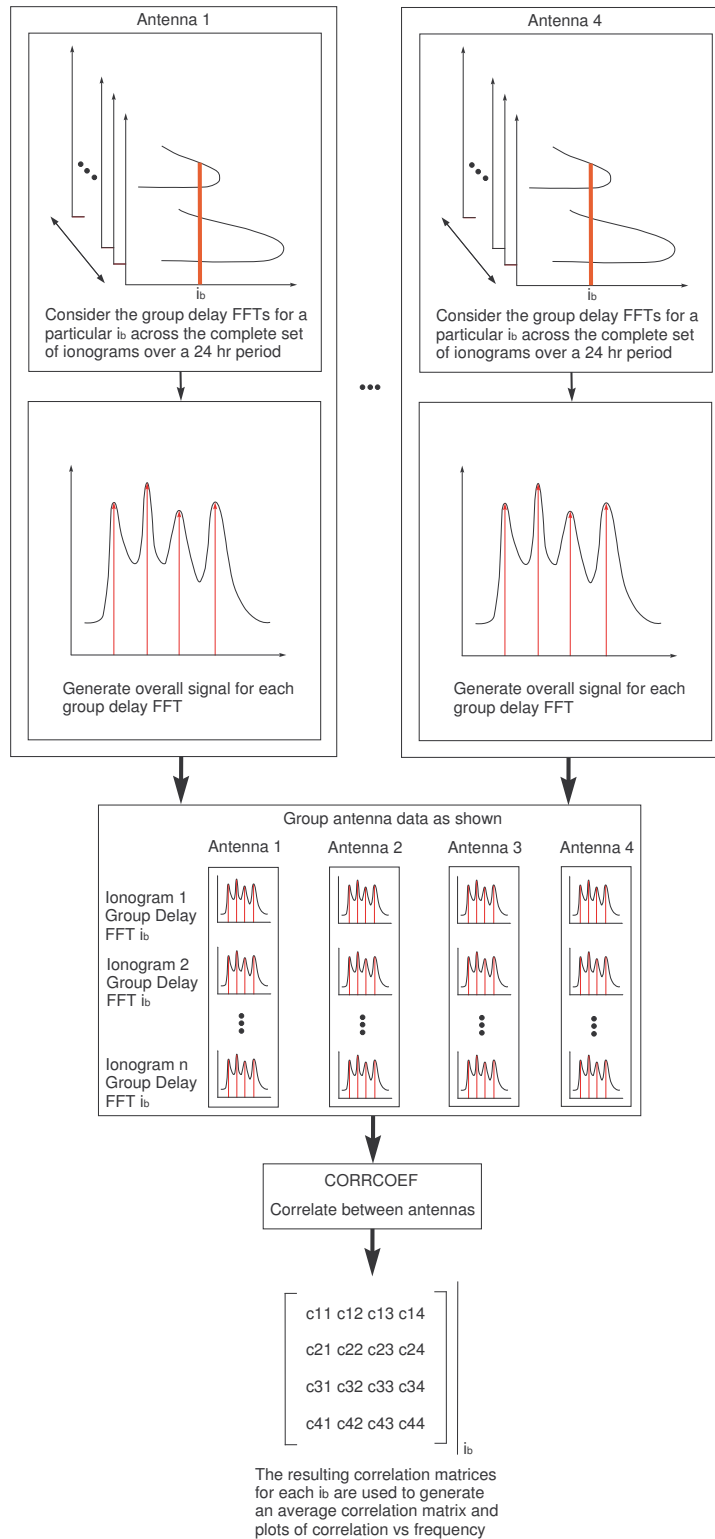 Antenna 1
Antenna 4
ib
Consider the group delay FFTs for a
particular ib across the complete set
of ionograms over a 24 hr period
ib
Consider the group delay FFTs for a
particular ib across the complete set
of ionograms over a 24 hr period
Generate overall signal for each
group delay FFT
Generate overall signal for each
group delay FFT
Group antenna data as shown
Antenna 1 Antenna 2 Antenna 3 Antenna 4
Ionogram 1
Group Delay
FFT ib
Ionogram 2
Group Delay
FFT ib
Ionogram n
Group Delay
FFT ib
CORRCOEF
Correlate between antennas
c11 c12 c13 c14
c21 c22 c23 c24
c31 c32 c33 c34
c41 c42 c43 c44
ib
The resulting correlation matrices
for each ib are used to generate
an average correlation matrix and
plots of correlation vs frequency